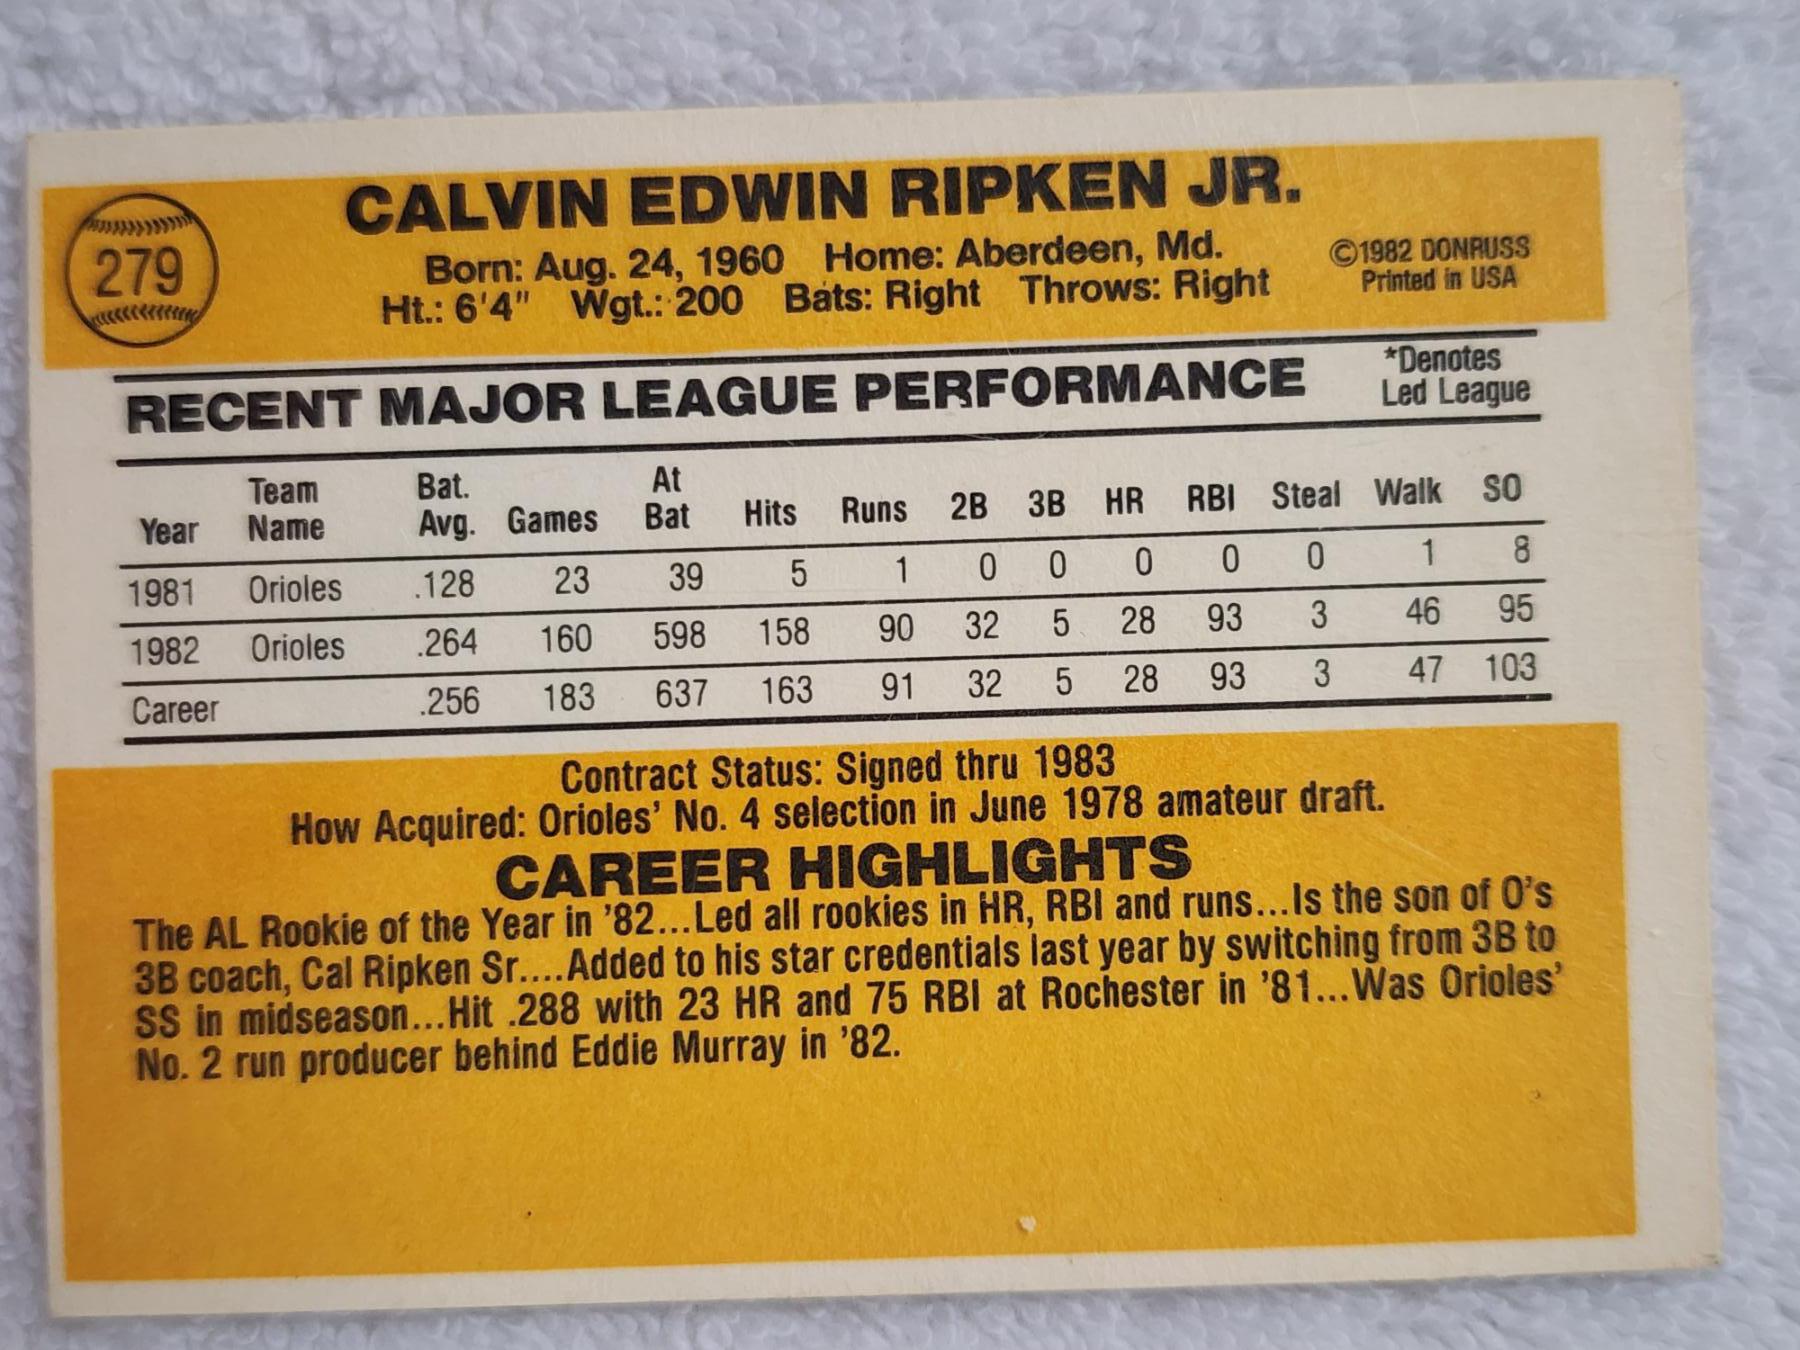 279
CALVIN EDWIN RIPKEN JR.
Born: Aug. 24, 1960 Home: Aberdeen, Md.
Ht.: 6'4" Wgt.: 200 Bats: Right Throws: Right
©1982 DONRUSS
Printed in USA
RECENT MAJOR LEAGUE PERFORMANCE
*Denotes
Led League
Year Team Name Bat. Avg. Games At Bat Hits Runs 2B 3B HR RBI Steal Walk SO
1981 Orioles .128 23 39 5 1 0 0 0 0 0 1 8
1982 Orioles .264 160 598 158 90 32 5 28 93 3 46 95
Career .256 183 637 163 91 32 5 28 93 3 47 103
Contract Status: Signed thru 1983
How Acquired: Orioles' No. 4 selection in June 1978 amateur draft.
CAREER HIGHLIGHTS
The AL Rookie of the Year in '82...Led all rookies in HR, RBI and runs...Is the son of O's
3B coach, Cal Ripken Sr....Added to his star credentials last year by switching from 3B to
SS in midseason...Hit .288 with 23 HR and 75 RBI at Rochester in '81...Was Orioles'
No. 2 run producer behind Eddie Murray in '82.